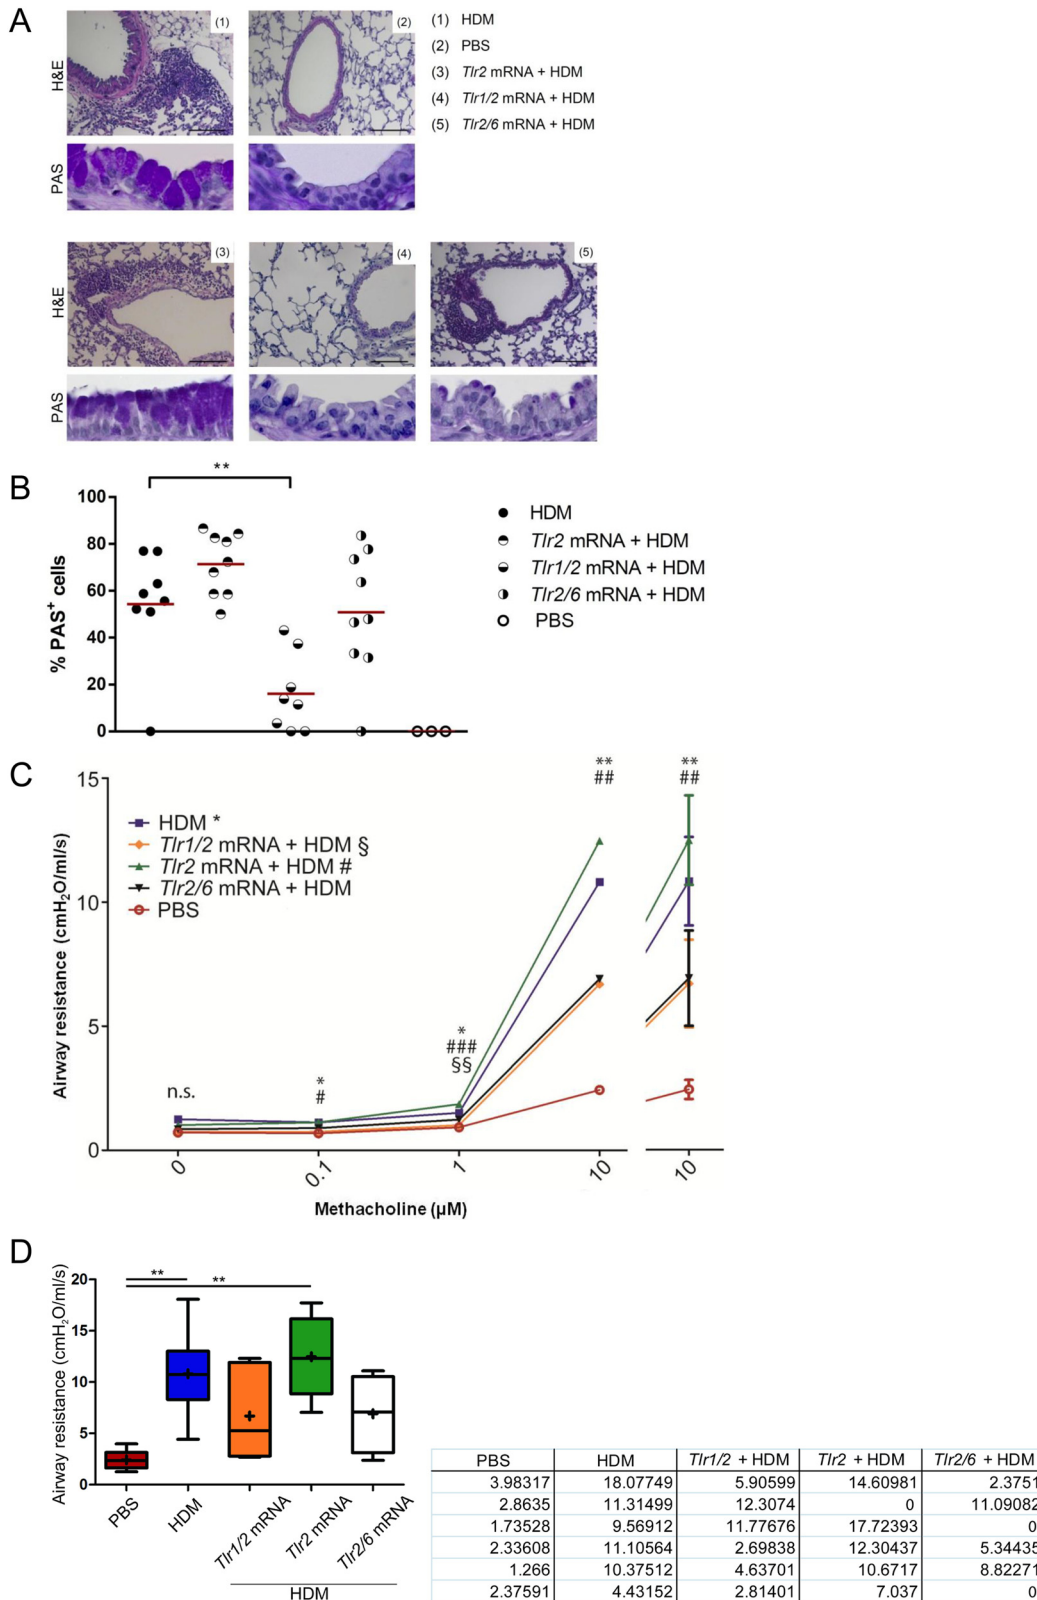 A
(1)
(2)
H&E
PAS
(1) HDM
(2) PBS
(3) Tlr2 mRNA + HDM
(4) Tlr1/2 mRNA + HDM
(5) Tlr2/6 mRNA + HDM
(3)
(4)
(5)
H&E
PAS
B
**
% PAS⁺ cells
100
80
60
40
20
0
HDM
Tlr2 mRNA + HDM
Tlr1/2 mRNA + HDM
Tlr2/6 mRNA + HDM
PBS
C
Airway resistance (cmH₂O/ml/s)
15
10
5
0
HDM *
Tlr1/2 mRNA + HDM §
Tlr2 mRNA + HDM #
Tlr2/6 mRNA + HDM
PBS
n.s.
*
#
*
###
§§
**
##
**
##
0
0.1
1
10
10
Methacholine (µM)
D
Airway resistance (cmH₂O/ml/s)
20
15
10
5
0
**
**
PBS
HDM
Tlr1/2 mRNA
Tlr2 mRNA
Tlr2/6 mRNA
HDM
PBS HDM Tlr1/2 + HDM Tlr2 + HDM Tlr2/6 + HDM
3.98317 18.07749 5.90599 14.60981 2.3751
2.8635 11.31499 12.3074 0 11.09082
1.73528 9.56912 11.77676 17.72393 0
2.33608 11.10564 2.69838 12.30437 5.34435
1.266 10.37512 4.63701 10.6717 8.82271
2.37591 4.43152 2.81401 7.037 0